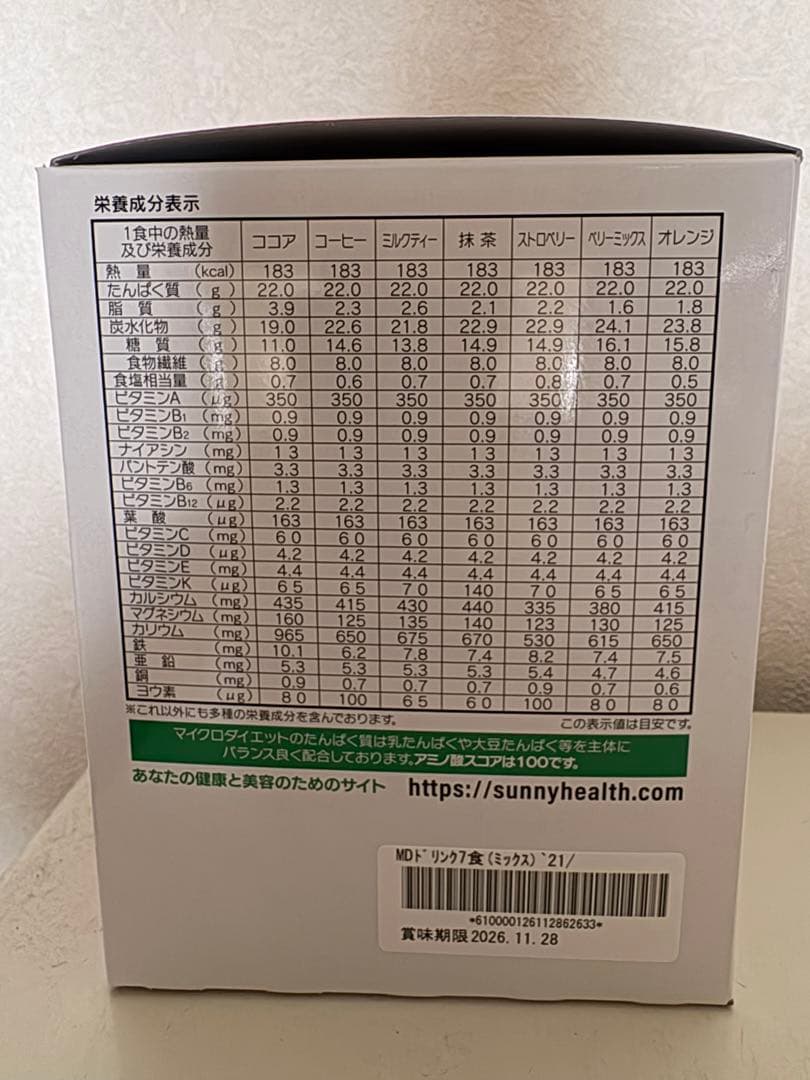 栄養成分表示
1食中の熱量及び栄養成分 ココア コーヒー ミルクティー 抹茶 ストロベリー ベリーミックス オレンジ
熱量 (kcal) 183 183 183 183 183 183 183
たんぱく質 (g) 22.0 22.0 22.0 22.0 22.0 22.0 22.0
脂質 (g) 3.9 2.3 2.6 2.1 2.2 1.6 1.8
炭水化物 (g) 19.0 22.6 21.8 22.9 22.9 24.1 23.8
糖質 (g) 11.0 14.6 13.8 14.9 14.9 16.1 15.8
食物繊維 (g) 8.0 8.0 8.0 8.0 8.0 8.0 8.0
食塩相当量 (g) 0.7 0.6 0.7 0.7 0.8 0.7 0.5
ビタミンA (μg) 350 350 350 350 350 350 350
ビタミンB1 (mg) 0.9 0.9 0.9 0.9 0.9 0.9 0.9
ビタミンB2 (mg) 0.9 0.9 0.9 0.9 0.9 0.9 0.9
ナイアシン (mg) 13 13 13 13 13 13 13
パントテン酸 (mg) 3.3 3.3 3.3 3.3 3.3 3.3 3.3
ビタミンB6 (mg) 1.3 1.3 1.3 1.3 1.3 1.3 1.3
ビタミンB12 (μg) 2.2 2.2 2.2 2.2 2.2 2.2 2.2
葉酸 (μg) 163 163 163 163 163 163 163
ビタミンC (mg) 60 60 60 60 60 60 60
ビタミンD (μg) 4.2 4.2 4.2 4.2 4.2 4.2 4.2
ビタミンE (mg) 4.4 4.4 4.4 4.4 4.4 4.4 4.4
ビタミンK (μg) 65 65 70 140 70 65 65
カルシウム (mg) 435 415 430 440 335 380 415
マグネシウム (mg) 160 125 135 140 123 130 125
カリウム (mg) 965 650 675 670 530 615 650
鉄 (mg) 10.1 6.2 7.8 7.4 8.2 7.4 7.5
亜鉛 (mg) 5.3 5.3 5.3 5.3 5.4 4.7 4.6
銅 (mg) 0.9 0.7 0.7 0.7 0.9 0.7 0.6
ヨウ素 (μg) 80 100 65 60 100 80 80
※これ以外にも多種の栄養成分を含んでおります。 この表示値は目安です。
マイクロダイエットのたんぱく質は乳たんぱくや大豆たんぱく等を主体に
バランス良く配合しております。アミノ酸スコアは100です。
あなたの健康と美容のためのサイト https://sunnyhealth.com
MDドリンク7食(ミックス)`21/
*610000126112862633*
賞味期限2026.11.28